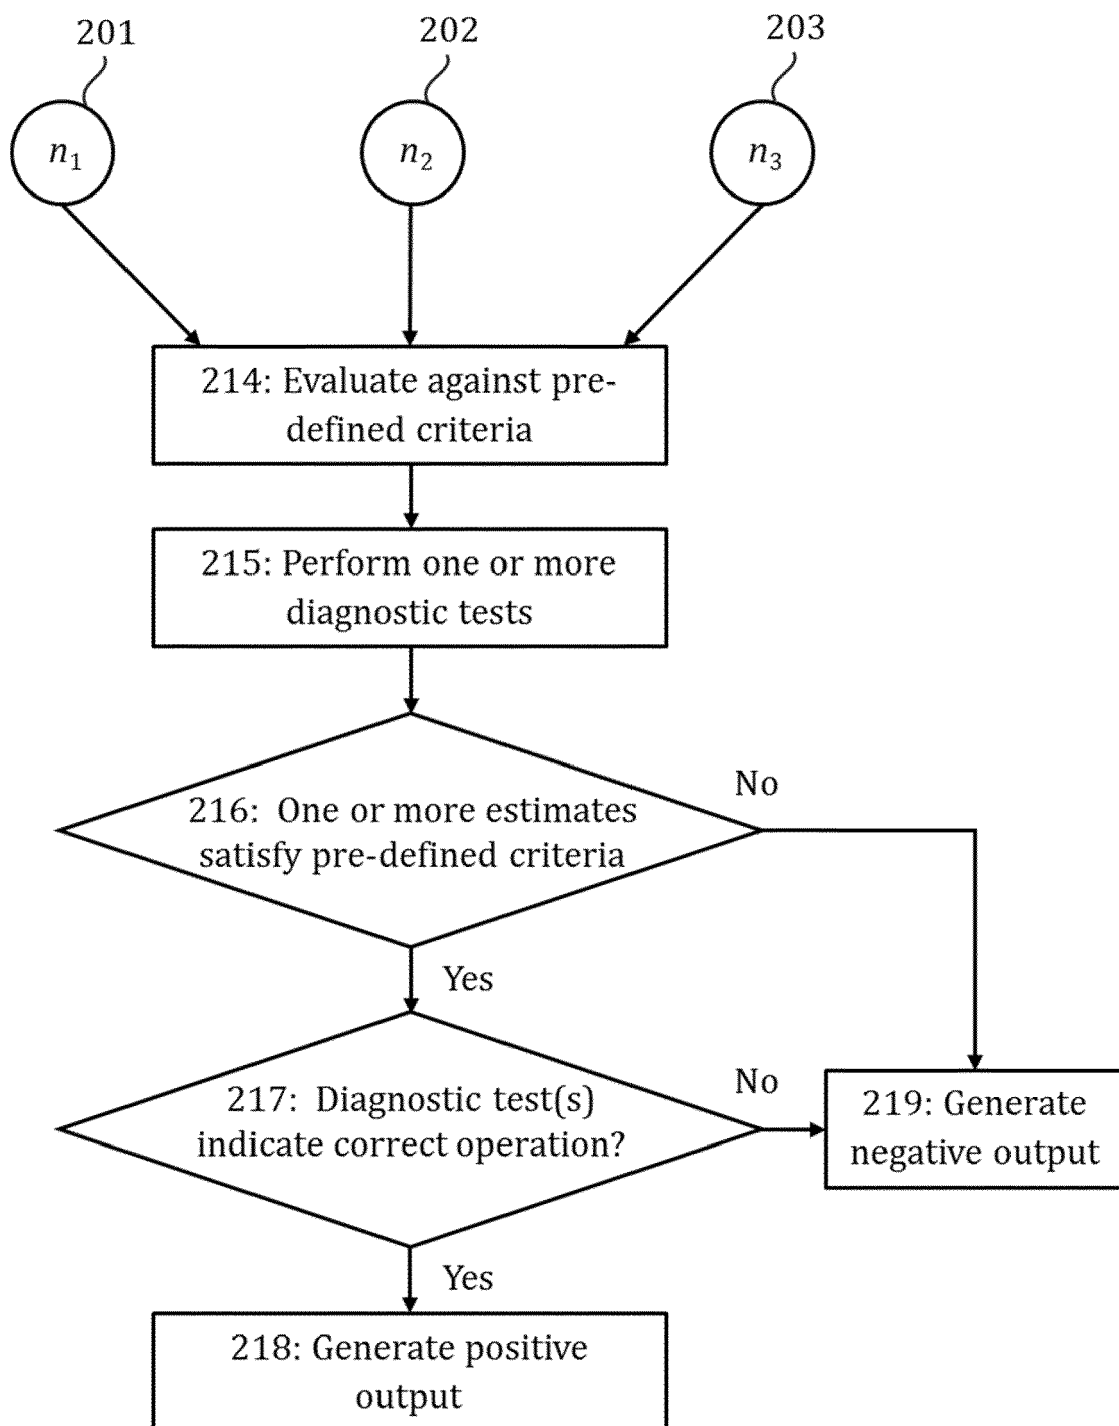 201
202
203
n₁
n₂
n₃
214: Evaluate against pre-
defined criteria
215: Perform one or more
diagnostic tests
No
216: One or more estimates
satisfy pre-defined criteria
Yes
No
217: Diagnostic test(s)
indicate correct operation?
219: Generate
negative output
Yes
218: Generate positive
output